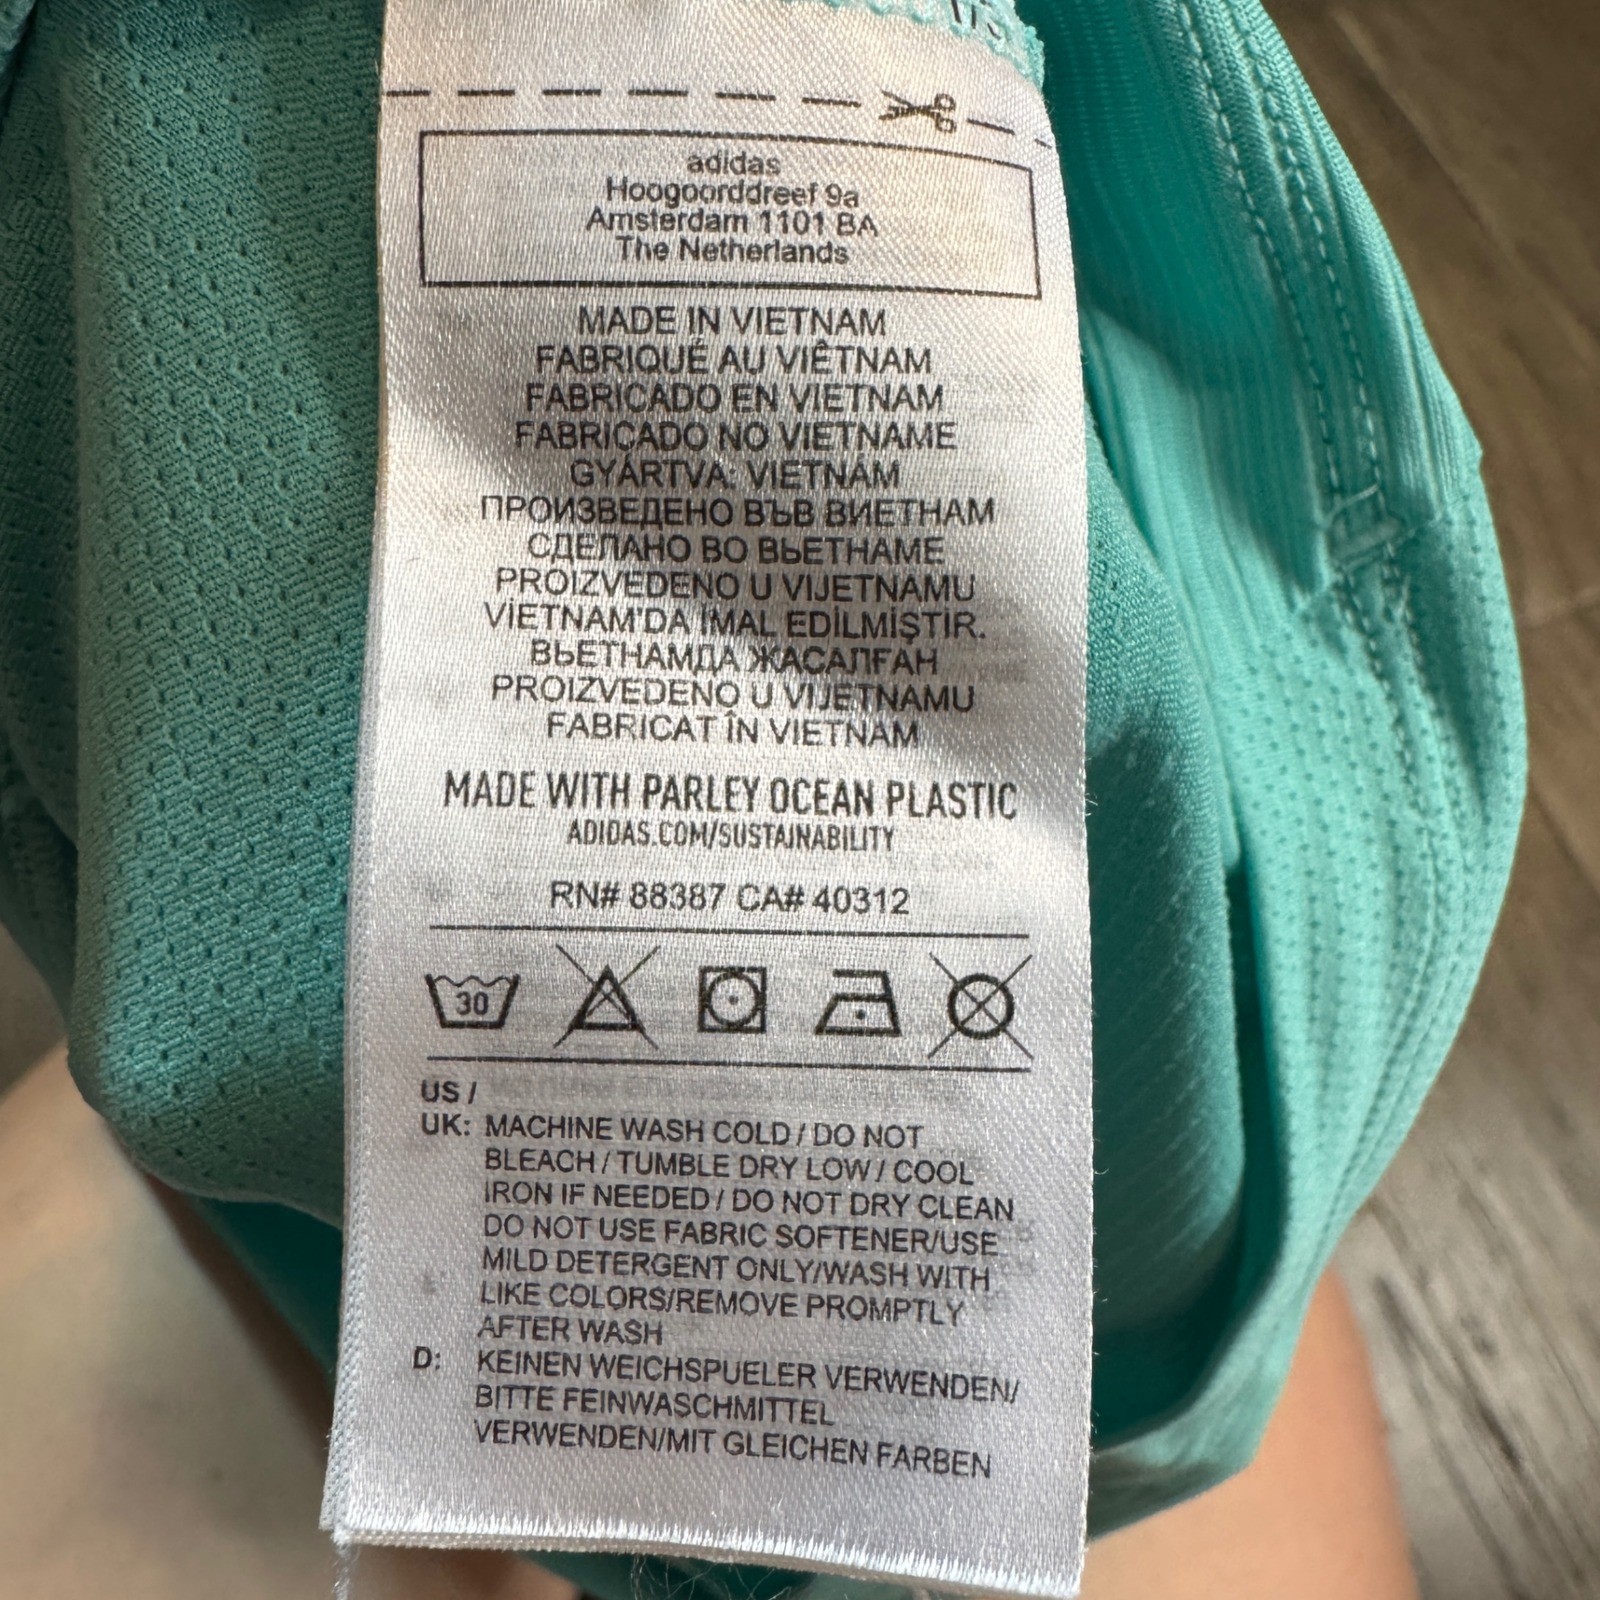 adidas
Hoogoorddreef 9a
Amsterdam 1101 BA
The Netherlands
MADE IN VIETNAM
FABRIQUÉ AU VIÊTNAM
FABRICADO EN VIETNAM
FABRICADO NO VIETNAME
GYÁRTVA: VIETNÁM
ПРОИЗВЕДЕНО ВЪВ ВИЕТНАМ
СДЕЛАНО ВО ВЬЕТНАМЕ
PROIZVEDENO U VIJETNAMU
VİETNAM'DA İMAL EDİLMİŞTİR.
ВЬЕТНАМДА ЖАСАЛҒАН
PROIZVEDENO U VIJETNAMU
FABRICAT ÎN VIETNAM
MADE WITH PARLEY OCEAN PLASTIC
ADIDAS.COM/SUSTAINABILITY
RN# 88387 CA# 40312
30
US /
UK: MACHINE WASH COLD / DO NOT
BLEACH / TUMBLE DRY LOW / COOL
IRON IF NEEDED / DO NOT DRY CLEAN
DO NOT USE FABRIC SOFTENER/USE
MILD DETERGENT ONLY/WASH WITH
LIKE COLORS/REMOVE PROMPTLY
AFTER WASH
D: KEINEN WEICHSPUELER VERWENDEN/
BITTE FEINWASCHMITTEL
VERWENDEN/MIT GLEICHEN FARBEN